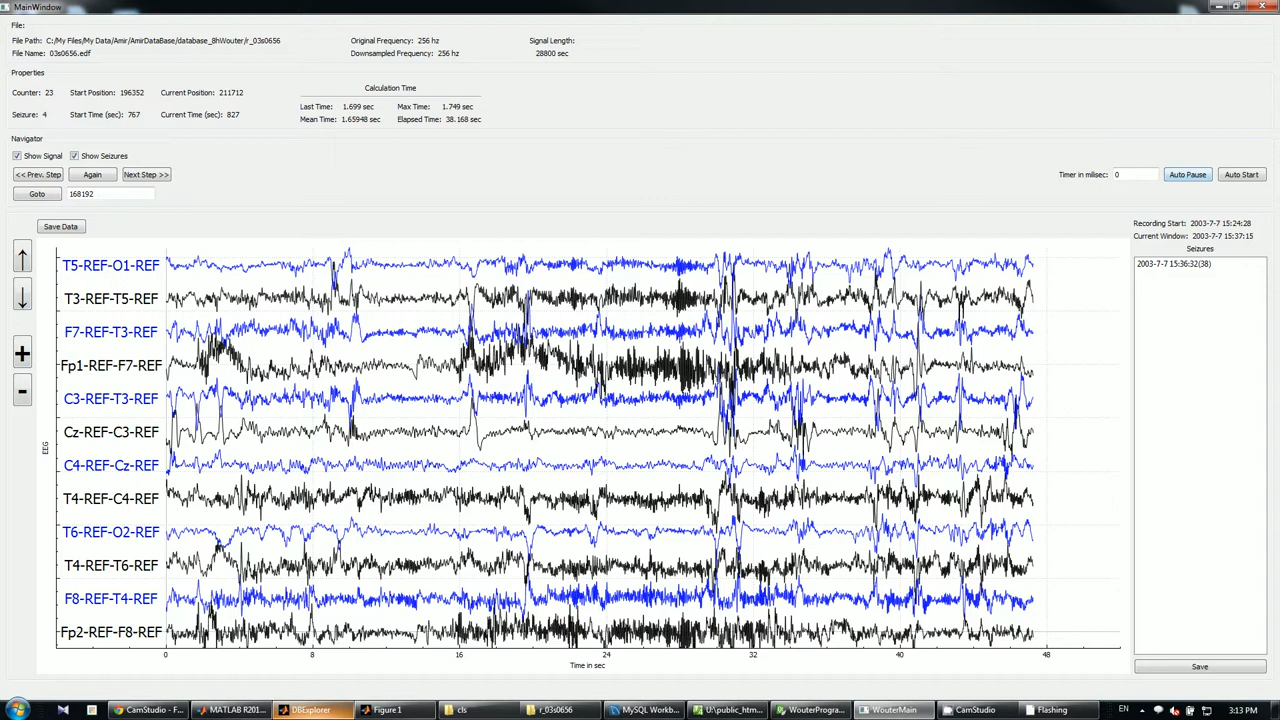 MainWindow
File:
File Path: C:/My Files/My Data/Amir/AmirDataBase/database_8hWouter/r_03s0656 Original Frequency: 256 hz Signal Length:
File Name: 03s0656.edf Downsampled Frequency: 256 hz 28800 sec
Properties
Calculation Time
Counter: 23 Start Position: 196352 Current Position: 211712
Last Time: 1.699 sec Max Time: 1.749 sec
Seizure: 4 Start Time (sec): 767 Current Time (sec): 827
Mean Time: 1.65948 sec Elapsed Time: 38.168 sec
Navigator
Show Signal Show Seizures
<< Prev. Step Again Next Step >> Timer in milisec: 0 Auto Pause Auto Start
Goto 168192
Save Data
Recording Start: 2003-7-7 15:24:28
Current Window: 2003-7-7 15:37:15
Seizures
2003-7-7 15:36:32(38)
↑
↓
+
-
T5-REF-O1-REF
T3-REF-T5-REF
F7-REF-T3-REF
Fp1-REF-F7-REF
C3-REF-T3-REF
Cz-REF-C3-REF
C4-REF-Cz-REF
T4-REF-C4-REF
T6-REF-O2-REF
T4-REF-T6-REF
F8-REF-T4-REF
Fp2-REF-F8-REF
EEG
0 8 16 24 32 40 48
Time in sec
Save
CamStudio - F... MATLAB R201... DBExplorer Figure 1 cls r_03s0656 MySQL Workb... U:\public_htm... WouterProgra... WouterMain CamStudio Flashing EN 3:13 PM